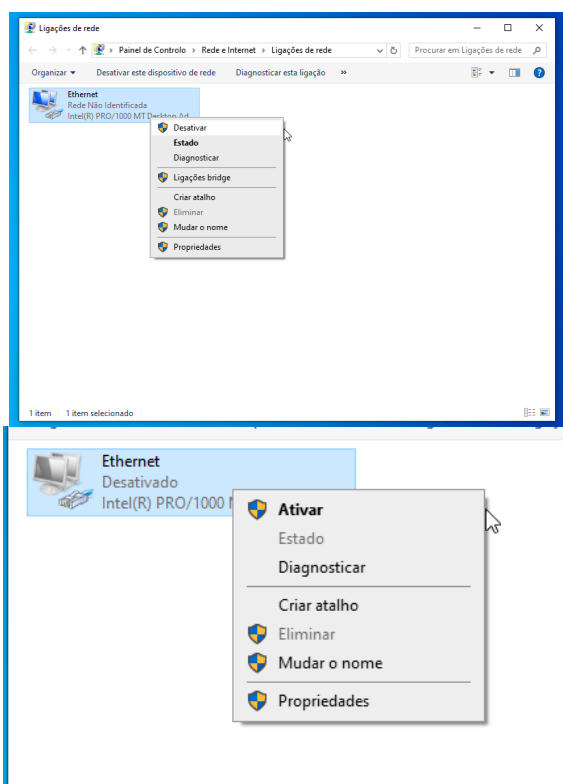 Ligações de rede
Painel de Controlo > Rede e Internet > Ligações de rede
Procurar em Ligações de rede
Organizar
Desativar este dispositivo de rede
Diagnosticar esta ligação
»
Ethernet
Rede Não Identificada
Intel(R) PRO/1000 MT Desktop Ad
Desativar
Estado
Diagnosticar
Ligações bridge
Criar atalho
Eliminar
Mudar o nome
Propriedades
1 item
1 item selecionado
Ethernet
Desativado
Intel(R) PRO/1000
Ativar
Estado
Diagnosticar
Criar atalho
Eliminar
Mudar o nome
Propriedades